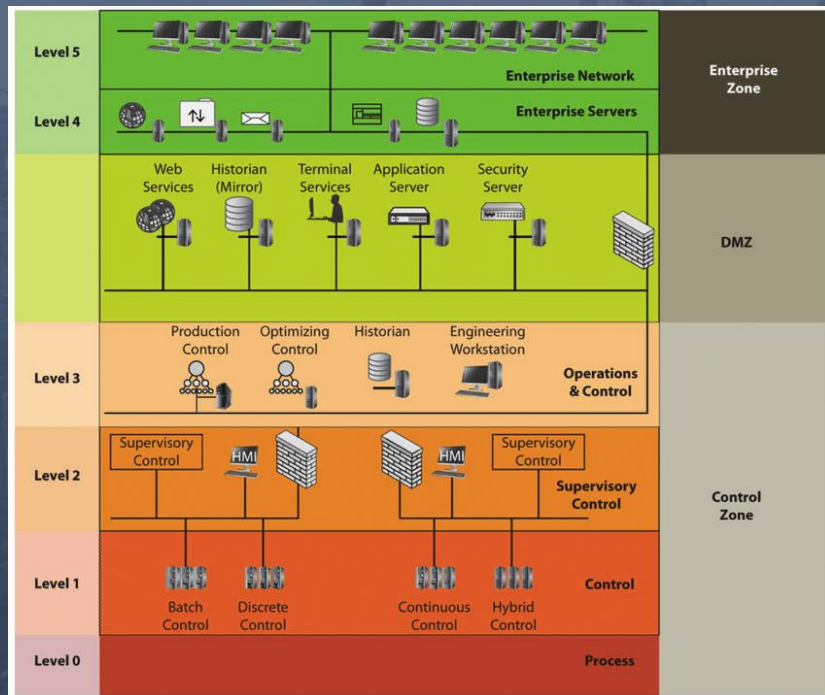 Level 5
Enterprise Network
Enterprise
Zone
Level 4
Enterprise Servers
Web
Services
Historian
(Mirror)
Terminal
Services
Application
Server
Security
Server
DMZ
Production
Control
Optimizing
Control
Historian
Engineering
Workstation
Level 3
Operations
& Control
Supervisory
Control
HMI
HMI
Supervisory
Control
Level 2
Supervisory
Control
Control
Zone
Level 1
Control
Batch
Control
Discrete
Control
Continuous
Control
Hybrid
Control
Level 0
Process